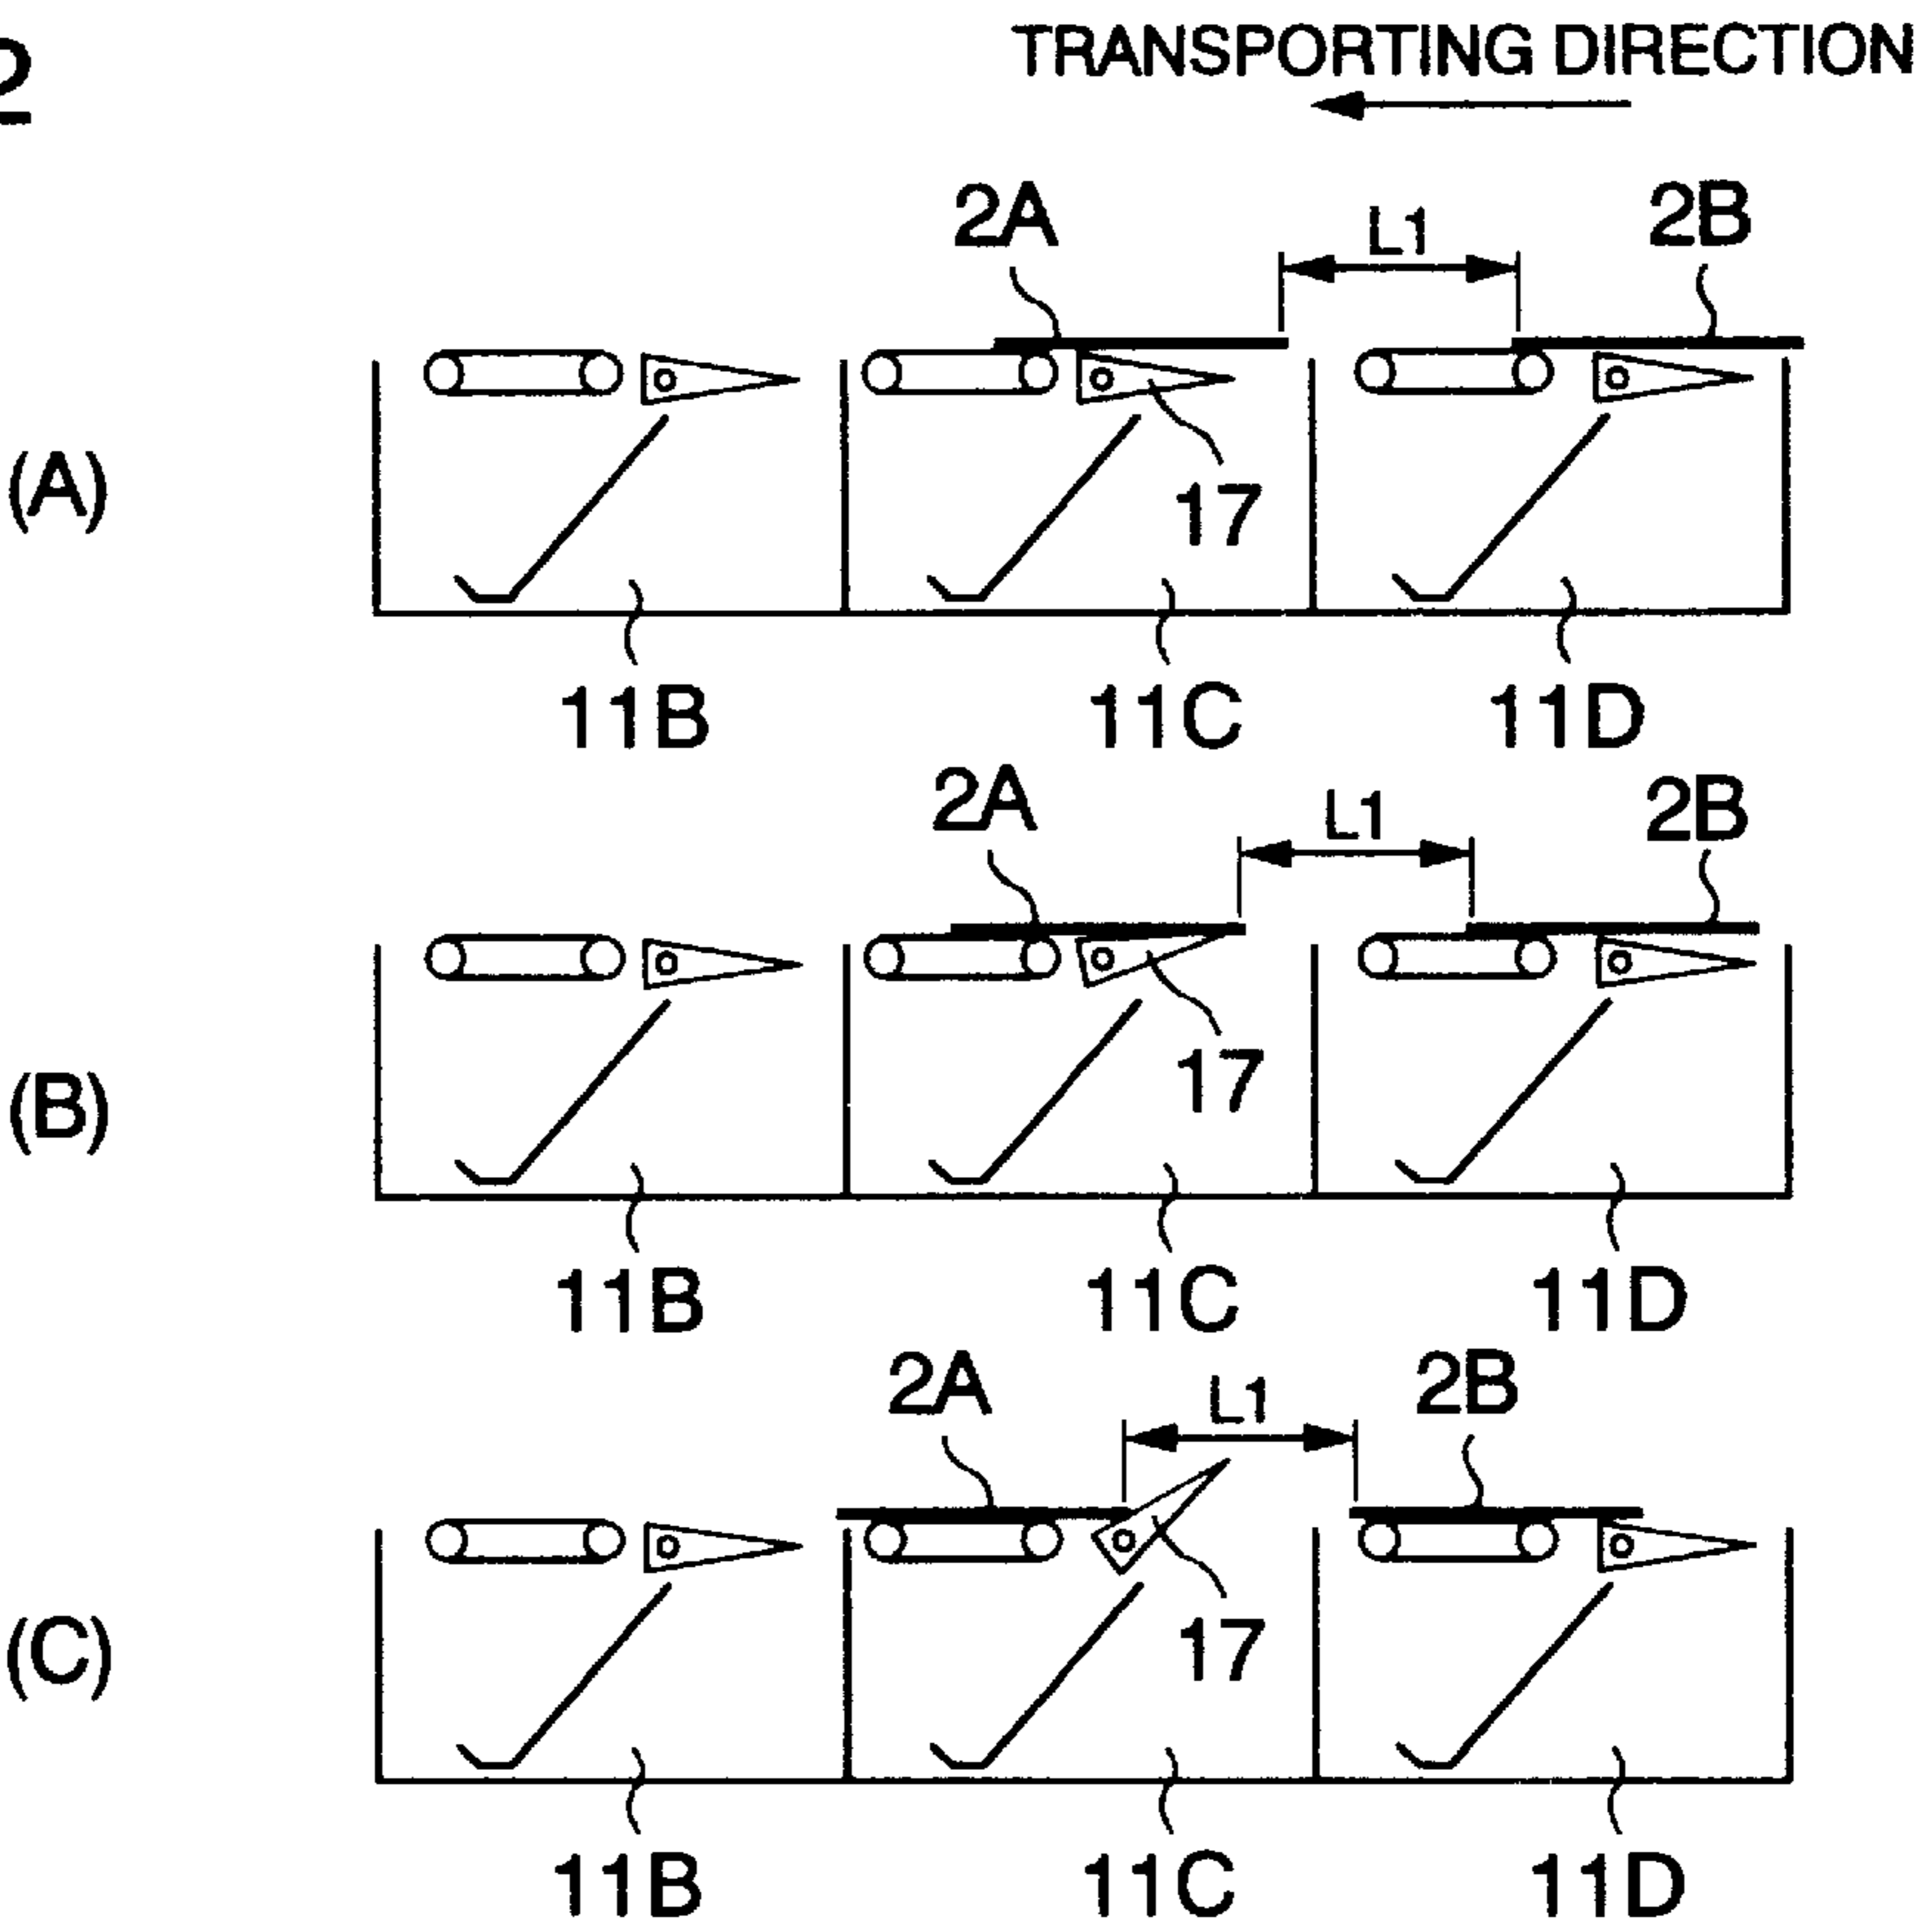 TRANSPORTING DIRECTION
2A L1 2B
(A)
17
11B 11C 11D
2A L1 2B
(B)
17
11B 11C 11D
2A L1 2B
(C)
17
11B 11C 11D